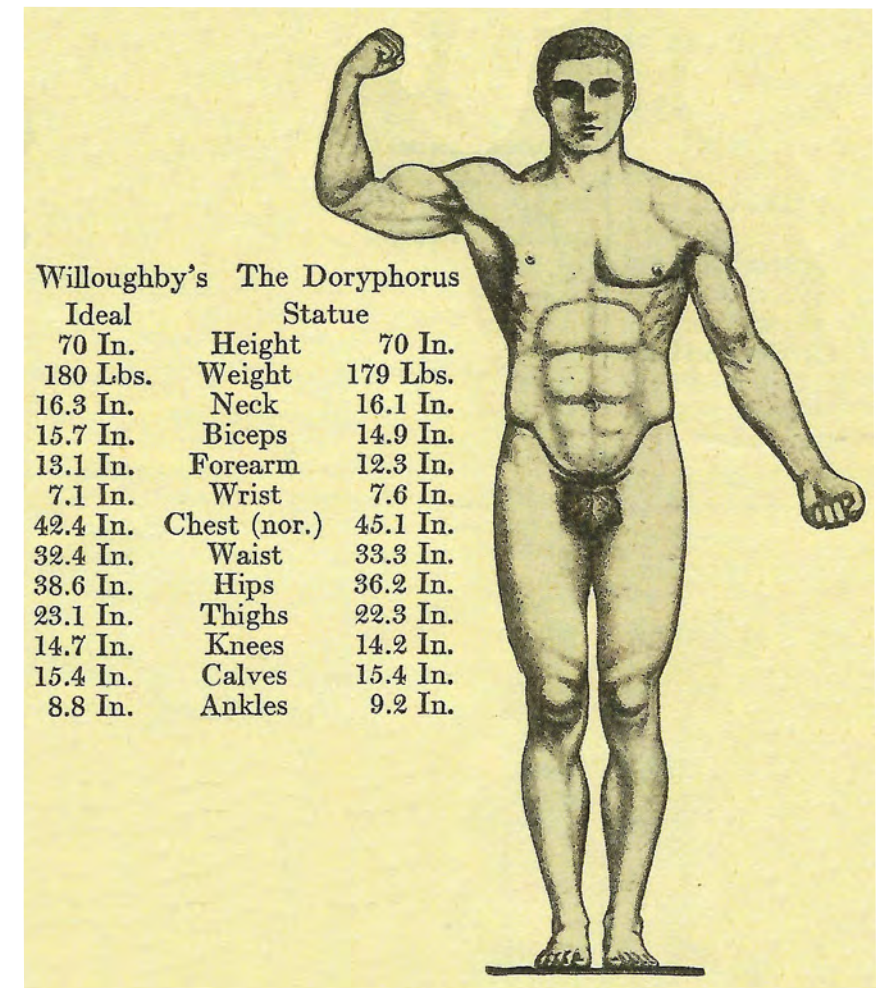 Willoughby's The Doryphorus
Ideal Statue
70 In. Height 70 In.
180 Lbs. Weight 179 Lbs.
16.3 In. Neck 16.1 In.
15.7 In. Biceps 14.9 In.
13.1 In. Forearm 12.3 In.
7.1 In. Wrist 7.6 In.
42.4 In. Chest (nor.) 45.1 In.
32.4 In. Waist 33.3 In.
38.6 In. Hips 36.2 In.
23.1 In. Thighs 22.3 In.
14.7 In. Knees 14.2 In.
15.4 In. Calves 15.4 In.
8.8 In. Ankles 9.2 In.